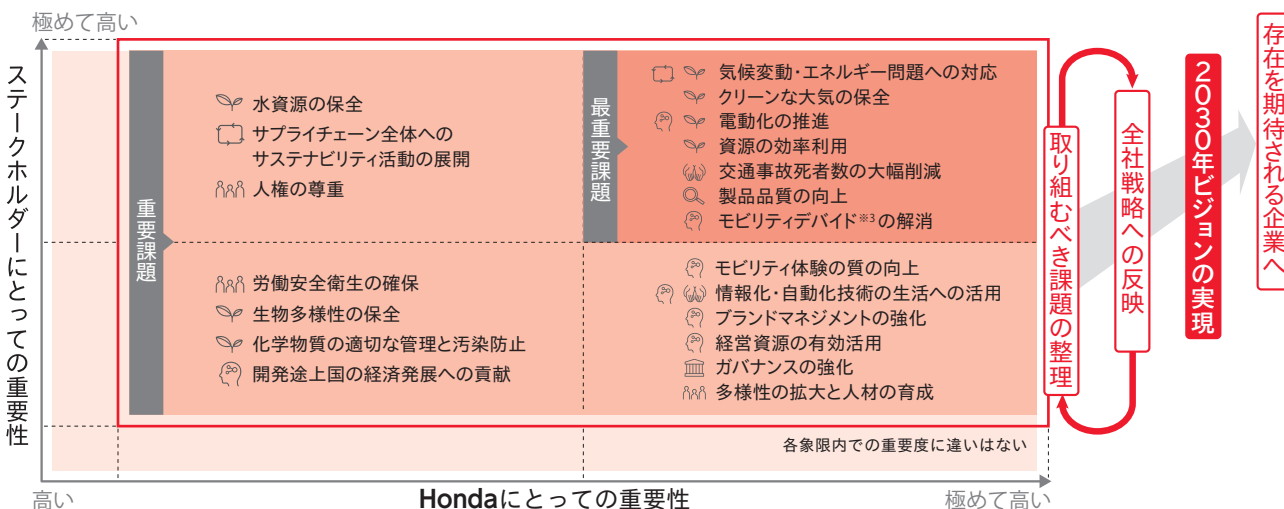 極めて高い
ステークホルダーにとっての重要性
重要課題
水資源の保全
サプライチェーン全体への
サステナビリティ活動の展開
人権の尊重
最重要課題
気候変動・エネルギー問題への対応
クリーンな大気の保全
電動化の推進
資源の効率利用
交通事故死者数の大幅削減
製品品質の向上
モビリティデバイド※3の解消
労働安全衛生の確保
生物多様性の保全
化学物質の適切な管理と汚染防止
開発途上国の経済発展への貢献
モビリティ体験の質の向上
情報化・自動化技術の生活への活用
ブランドマネジメントの強化
経営資源の有効活用
ガバナンスの強化
多様性の拡大と人材の育成
各象限内での重要度に違いはない
高い
Hondaにとっての重要性
極めて高い
取り組むべき課題の整理
全社戦略への反映
2030年ビジョンの実現
存在を期待される企業へ